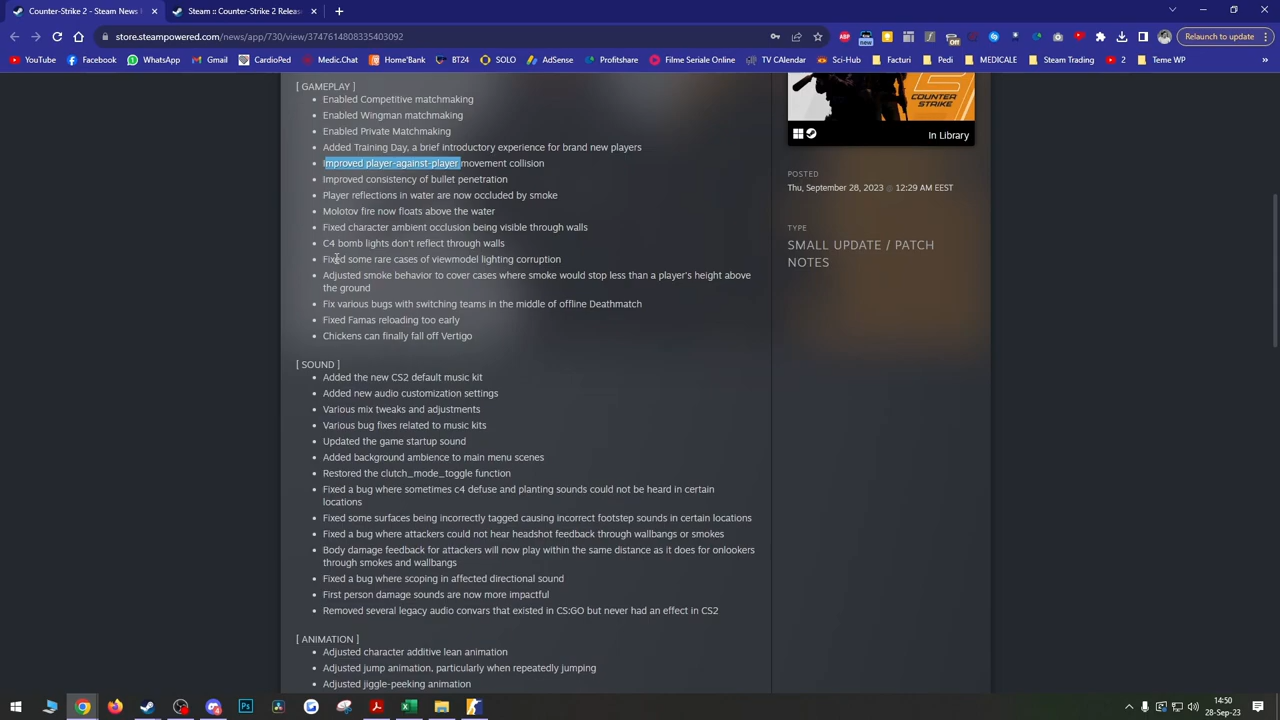 Counter-Strike 2 - Steam News
Steam :: Counter-Strike 2 Relea
store.steampowered.com/news/app/730/view/3747614808335403092
Relaunch to update
YouTube Facebook WhatsApp Gmail CardioPed Medic.Chat Home'Bank BT24 SOLO AdSense Profitshare Filme Seriale Online TV CAlendar Sci-Hub Facturi Pedi MEDICALE Steam Trading 2 Teme WP
[ GAMEPLAY ]
Enabled Competitive matchmaking
Enabled Wingman matchmaking
Enabled Private Matchmaking
Added Training Day, a brief introductory experience for brand new players
Improved player-against-player movement collision
Improved consistency of bullet penetration
Player reflections in water are now occluded by smoke
Molotov fire now floats above the water
Fixed character ambient occlusion being visible through walls
C4 bomb lights don't reflect through walls
Fixed some rare cases of viewmodel lighting corruption
Adjusted smoke behavior to cover cases where smoke would stop less than a player's height above
the ground
Fix various bugs with switching teams in the middle of offline Deathmatch
Fixed Famas reloading too early
Chickens can finally fall off Vertigo
[ SOUND ]
Added the new CS2 default music kit
Added new audio customization settings
Various mix tweaks and adjustments
Various bug fixes related to music kits
Updated the game startup sound
Added background ambience to main menu scenes
Restored the clutch_mode_toggle function
Fixed a bug where sometimes c4 defuse and planting sounds could not be heard in certain
locations
Fixed some surfaces being incorrectly tagged causing incorrect footstep sounds in certain locations
Fixed a bug where attackers could not hear headshot feedback through wallbangs or smokes
Body damage feedback for attackers will now play within the same distance as it does for onlookers
through smokes and wallbangs
Fixed a bug where scoping in affected directional sound
First person damage sounds are now more impactful
Removed several legacy audio convars that existed in CS:GO but never had an effect in CS2
[ ANIMATION ]
Adjusted character additive lean animation
Adjusted jump animation, particularly when repeatedly jumping
Adjusted jiggle-peeking animation
COUNTER
STRIKE
In Library
POSTED
Thu, September 28, 2023 @ 12:29 AM EEST
TYPE
SMALL UPDATE / PATCH
NOTES
14:50
28-Sep-23